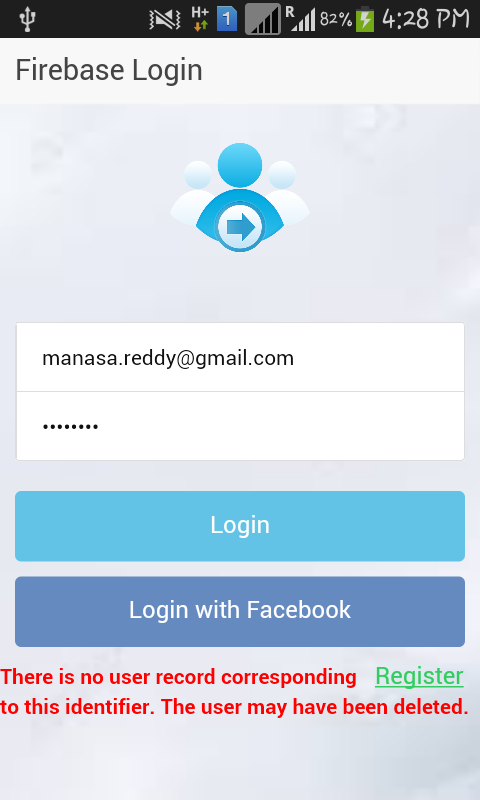 H+ 1 R 82% 4:28 PM
Firebase Login
manasa.reddy@gmail.com
••••••••
Login
Login with Facebook
There is no user record corresponding Register
to this identifier. The user may have been deleted.